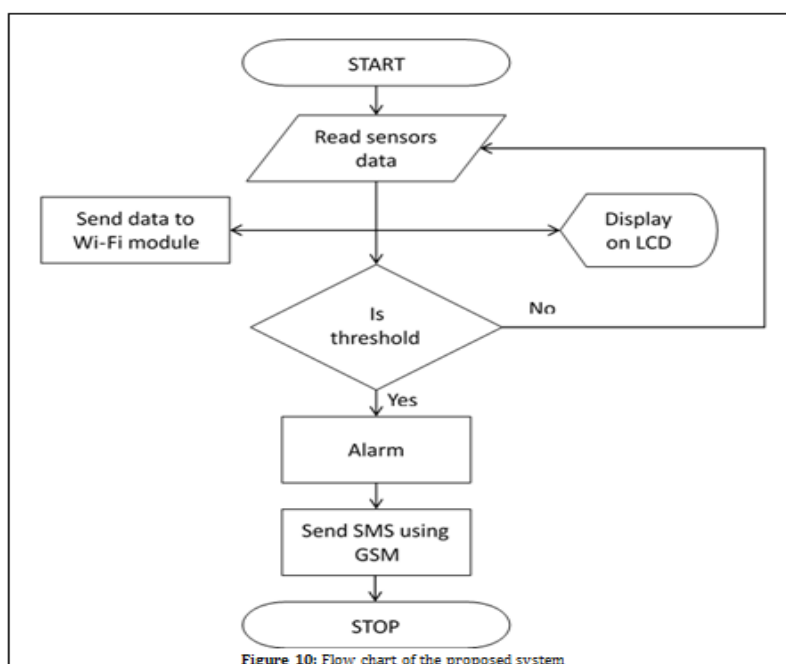 START
Read sensors
data
Send data to
Wi-Fi module
Display
on LCD
Is
threshold
No
Yes
Alarm
Send SMS using
GSM
STOP
Figure 10: Flow chart of the proposed system